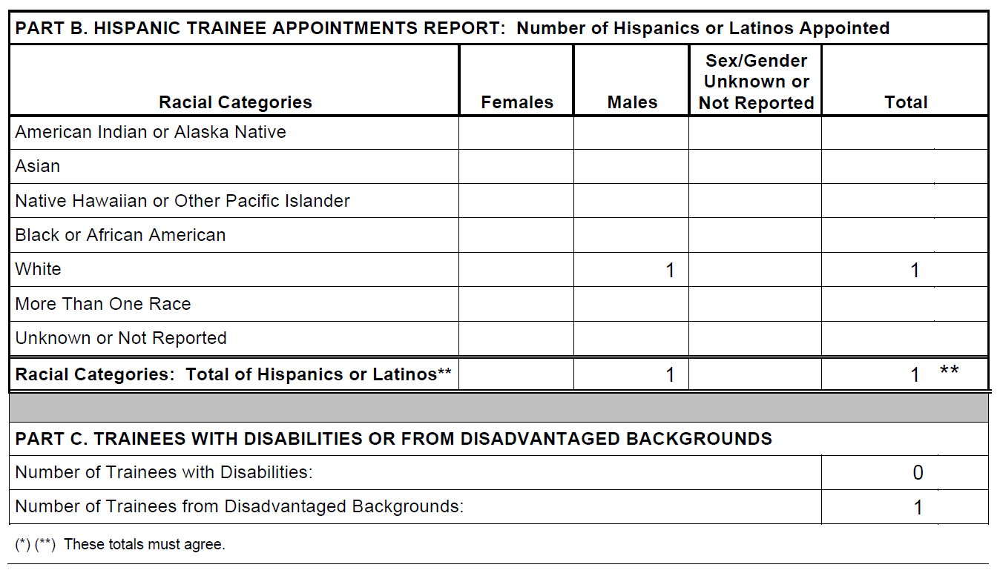 PART B. HISPANIC TRAINEE APPOINTMENTS REPORT:  Number of Hispanics or Latinos Appointed
Racial Categories Females Males Sex/Gender Unknown or Not Reported Total
American Indian or Alaska Native
Asian
Native Hawaiian or Other Pacific Islander
Black or African American
White 1 1
More Than One Race
Unknown or Not Reported
Racial Categories:  Total of Hispanics or Latinos** 1 1 **
PART C. TRAINEES WITH DISABILITIES OR FROM DISADVANTAGED BACKGROUNDS
Number of Trainees with Disabilities: 0
Number of Trainees from Disadvantaged Backgrounds: 1
(*) (**)  These totals must agree.